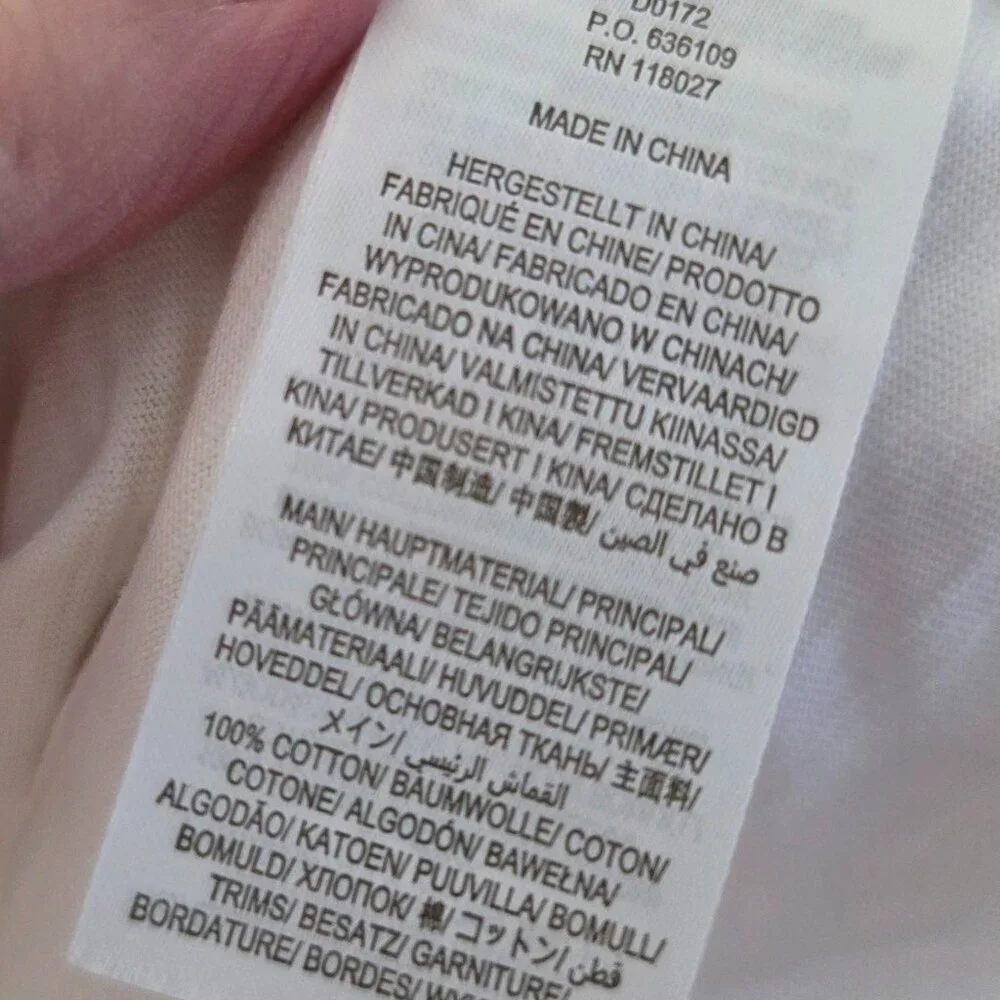 D0172
P.O. 636109
RN 118027
MADE IN CHINA
HERGESTELLT IN CHINA/
FABRIQUÉ EN CHINE/ PRODOTTO
IN CINA/ FABRICADO EN CHINA/
WYPRODUKOWANO W CHINACH/
FABRICADO NA CHINA/ VERVAARDIGD
IN CHINA/ VALMISTETTU KIINASSA/
TILLVERKAD I KINA/ FREMSTILLET I
KINA/ PRODUSERT I KINA/ СДЕЛАНО В
КИТАЕ/ 中国制造/ 中国製/ صنع في الصين
MAIN/ HAUPTMATERIAL/ PRINCIPAL/
PRINCIPALE/ TEJIDO PRINCIPAL/
GŁÓWNA/ BELANGRIJKSTE/
PÄÄMATERIAALI/ HUVUDDEL/ PRIMÆR/
HOVEDDEL/ ОСНОВНАЯ ТКАНЬ/ 主面料/
メイン/ القماش الرئيسي
100% COTTON/ BAUMWOLLE/ COTON/
COTONE/ ALGODÓN/ BAWEŁNA/
ALGODÃO/ KATOEN/ PUUVILLA/ BOMULL/
BOMULD/ ХЛОПОК/ 棉/ コットン/ قطن
TRIMS/ BESATZ/ GARNITURE/
BORDATURE/ BORDES/